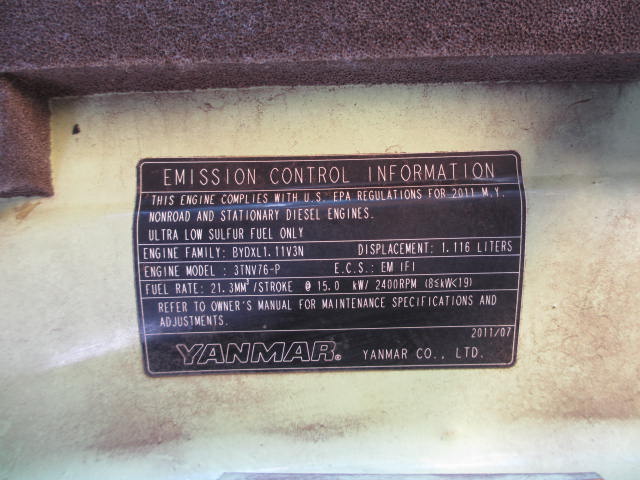 EMISSION CONTROL INFORMATION
THIS ENGINE COMPLIES WITH U.S. EPA REGULATIONS FOR 2011 M.Y.
NONROAD AND STATIONARY DIESEL ENGINES.
ULTRA LOW SULFUR FUEL ONLY
ENGINE FAMILY: BYDXL1.11V3N DISPLACEMENT: 1.116 LITERS
ENGINE MODEL : 3TNV76-P E.C.S.: EM IFI
FUEL RATE: 21.3MM³/STROKE @ 15.0 kW/ 2400RPM (8≤kW<19)
REFER TO OWNER'S MANUAL FOR MAINTENANCE SPECIFICATIONS AND
ADJUSTMENTS.
2011/07
YANMAR® YANMAR CO., LTD.